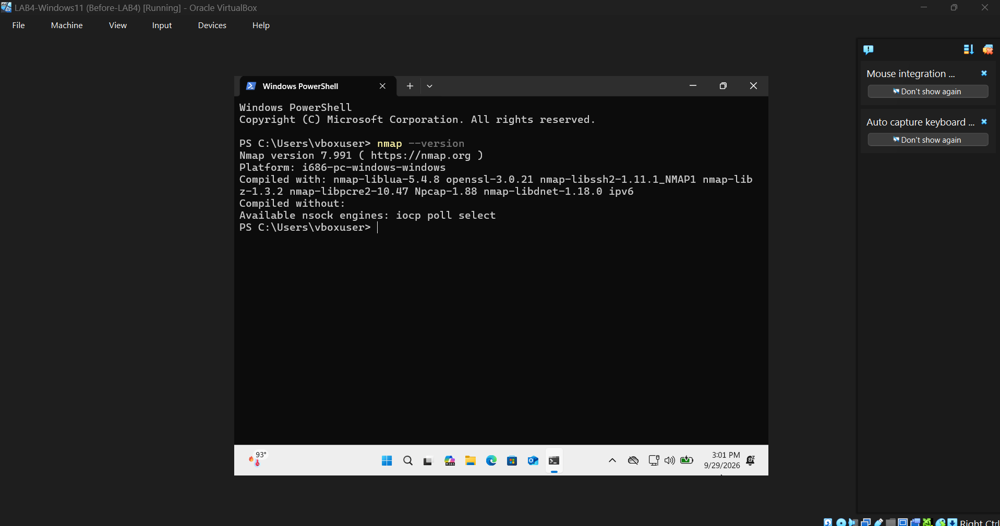 LAB4-Windows11 (Before-LAB4) [Running] - Oracle VirtualBox
File Machine View Input Devices Help
Mouse integration ...
Don't show again
Auto capture keyboard ...
Don't show again
Windows PowerShell
Windows PowerShell
Copyright (C) Microsoft Corporation. All rights reserved.
PS C:\Users\vboxuser> nmap --version
Nmap version 7.991 ( https://nmap.org )
Platform: i686-pc-windows-windows
Compiled with: nmap-liblua-5.4.8 openssl-3.0.21 nmap-libssh2-1.11.1_NMAP1 nmap-lib
z-1.3.2 nmap-libpcre2-10.47 Npcap-1.88 nmap-libdnet-1.18.0 ipv6
Compiled without:
Available nsock engines: iocp poll select
PS C:\Users\vboxuser>
93°
M365
3:01 PM
9/29/2026
Right Ctrl